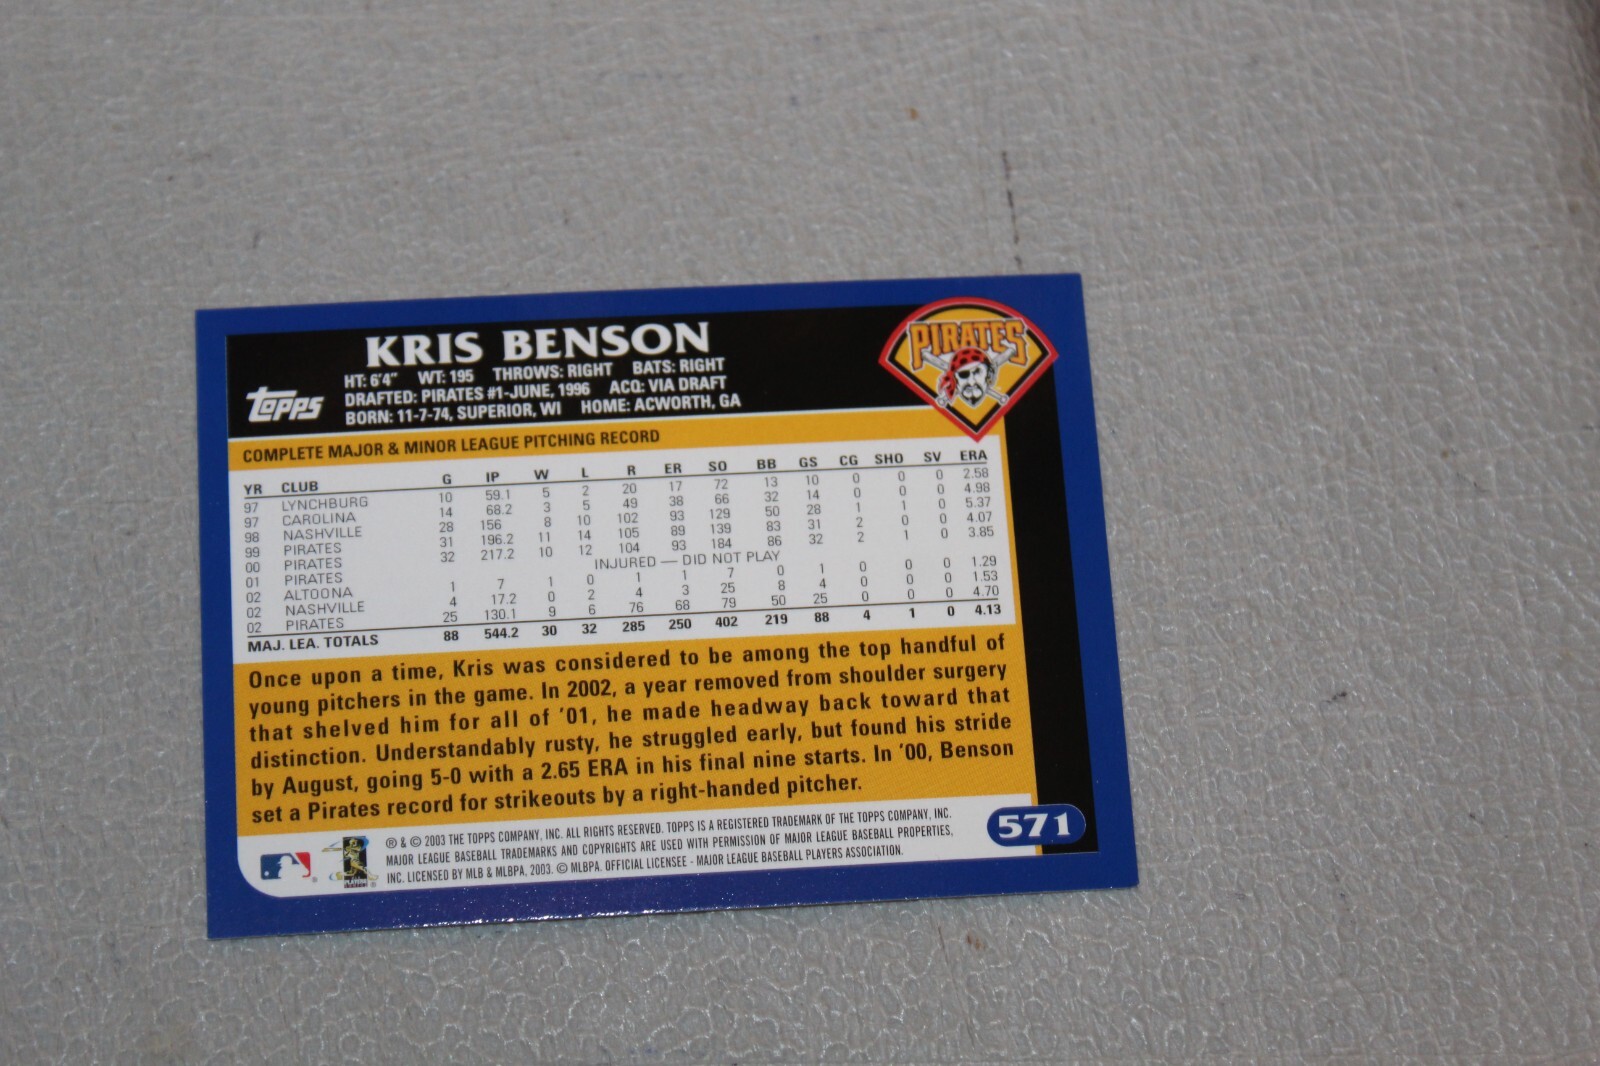 KRIS BENSON
HT: 6'4" WT: 195 THROWS: RIGHT BATS: RIGHT
DRAFTED: PIRATES #1-JUNE, 1996 ACQ: VIA DRAFT
BORN: 11-7-74, SUPERIOR, WI HOME: ACWORTH, GA
Topps
PIRATES
COMPLETE MAJOR & MINOR LEAGUE PITCHING RECORD
YR CLUB G IP W L R ER SO BB GS CG SHO SV ERA
97 LYNCHBURG 10 59.1 5 2 20 17 72 13 10 0 0 0 2.58
97 CAROLINA 14 68.2 3 5 49 38 66 32 14 0 0 0 4.98
98 NASHVILLE 28 156 8 10 102 93 129 50 28 1 1 0 5.37
99 PIRATES 31 196.2 11 14 105 89 139 83 31 2 0 0 4.07
00 PIRATES 32 217.2 10 12 104 93 184 86 32 2 1 0 3.85
01 PIRATES INJURED — DID NOT PLAY
02 ALTOONA 1 7 1 0 1 1 7 0 1 0 0 0 1.29
02 NASHVILLE 4 17.2 0 2 4 3 25 8 4 0 0 0 1.53
02 PIRATES 25 130.1 9 6 76 68 79 50 25 0 0 0 4.70
MAJ. LEA. TOTALS 88 544.2 30 32 285 250 402 219 88 4 1 0 4.13
Once upon a time, Kris was considered to be among the top handful of
young pitchers in the game. In 2002, a year removed from shoulder surgery
that shelved him for all of '01, he made headway back toward that
distinction. Understandably rusty, he struggled early, but found his stride
by August, going 5-0 with a 2.65 ERA in his final nine starts. In '00, Benson
set a Pirates record for strikeouts by a right-handed pitcher.
® & © 2003 THE TOPPS COMPANY, INC. ALL RIGHTS RESERVED. TOPPS IS A REGISTERED TRADEMARK OF THE TOPPS COMPANY, INC.
MAJOR LEAGUE BASEBALL TRADEMARKS AND COPYRIGHTS ARE USED WITH PERMISSION OF MAJOR LEAGUE BASEBALL PROPERTIES,
INC. LICENSED BY MLB & MLBPA, 2003. © MLBPA. OFFICIAL LICENSEE - MAJOR LEAGUE BASEBALL PLAYERS ASSOCIATION.
571